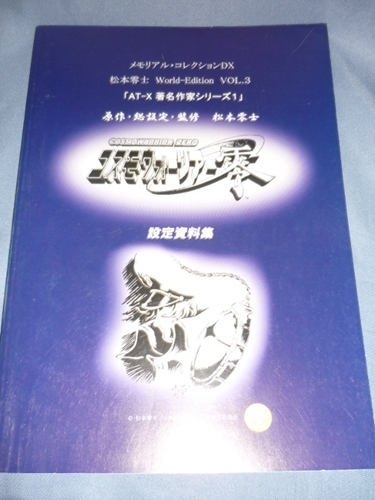 メモリアル・コレクションDX
松本零士 World-Edition VOL.3
「AT-X 著名作家シリーズ1」
原作・総設定・監修 松本零士
COSMOWARRIOR ZERO
コスモウォーリアー零
設定資料集